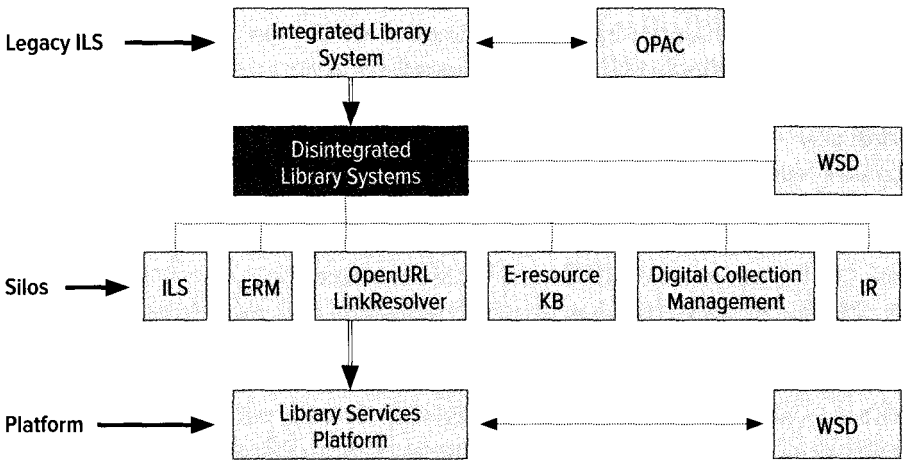 Legacy ILS
Integrated Library
System
OPAC
Disintegrated
Library Systems
WSD
Silos
ILS
ERM
OpenURL
LinkResolver
E-resource
KB
Digital Collection
Management
IR
Platform
Library Services
Platform
WSD